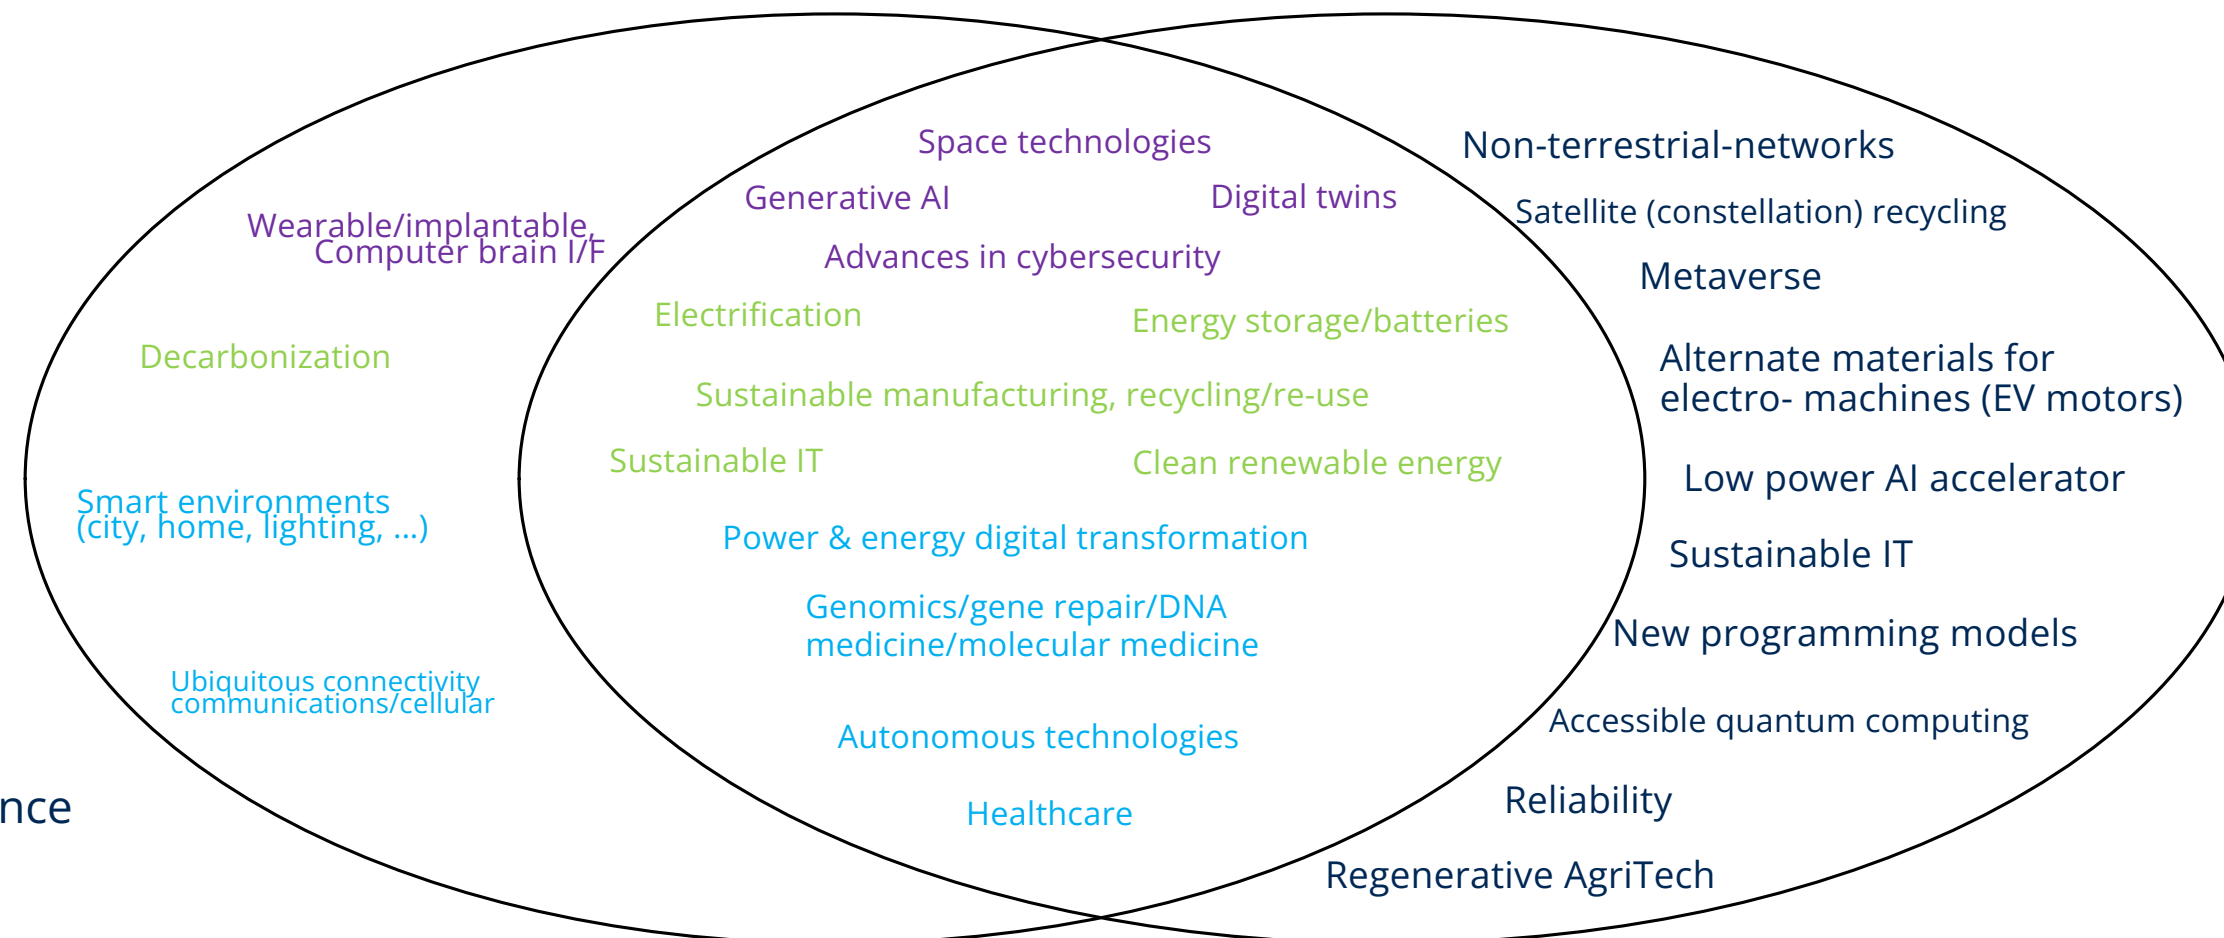 Space technologies
Non-terrestrial-networks
Generative AI
Digital twins
Satellite (constellation) recycling
Wearable/implantable,
Computer brain I/F
Advances in cybersecurity
Metaverse
Electrification
Energy storage/batteries
Decarbonization
Alternate materials for
electro- machines (EV motors)
Sustainable manufacturing, recycling/re-use
Sustainable IT
Clean renewable energy
Low power AI accelerator
Smart environments
(city, home, lighting, ...)
Power & energy digital transformation
Sustainable IT
Genomics/gene repair/DNA
medicine/molecular medicine
New programming models
Ubiquitous connectivity
communications/cellular
Autonomous technologies
Accessible quantum computing
nce
Healthcare
Reliability
Regenerative AgriTech